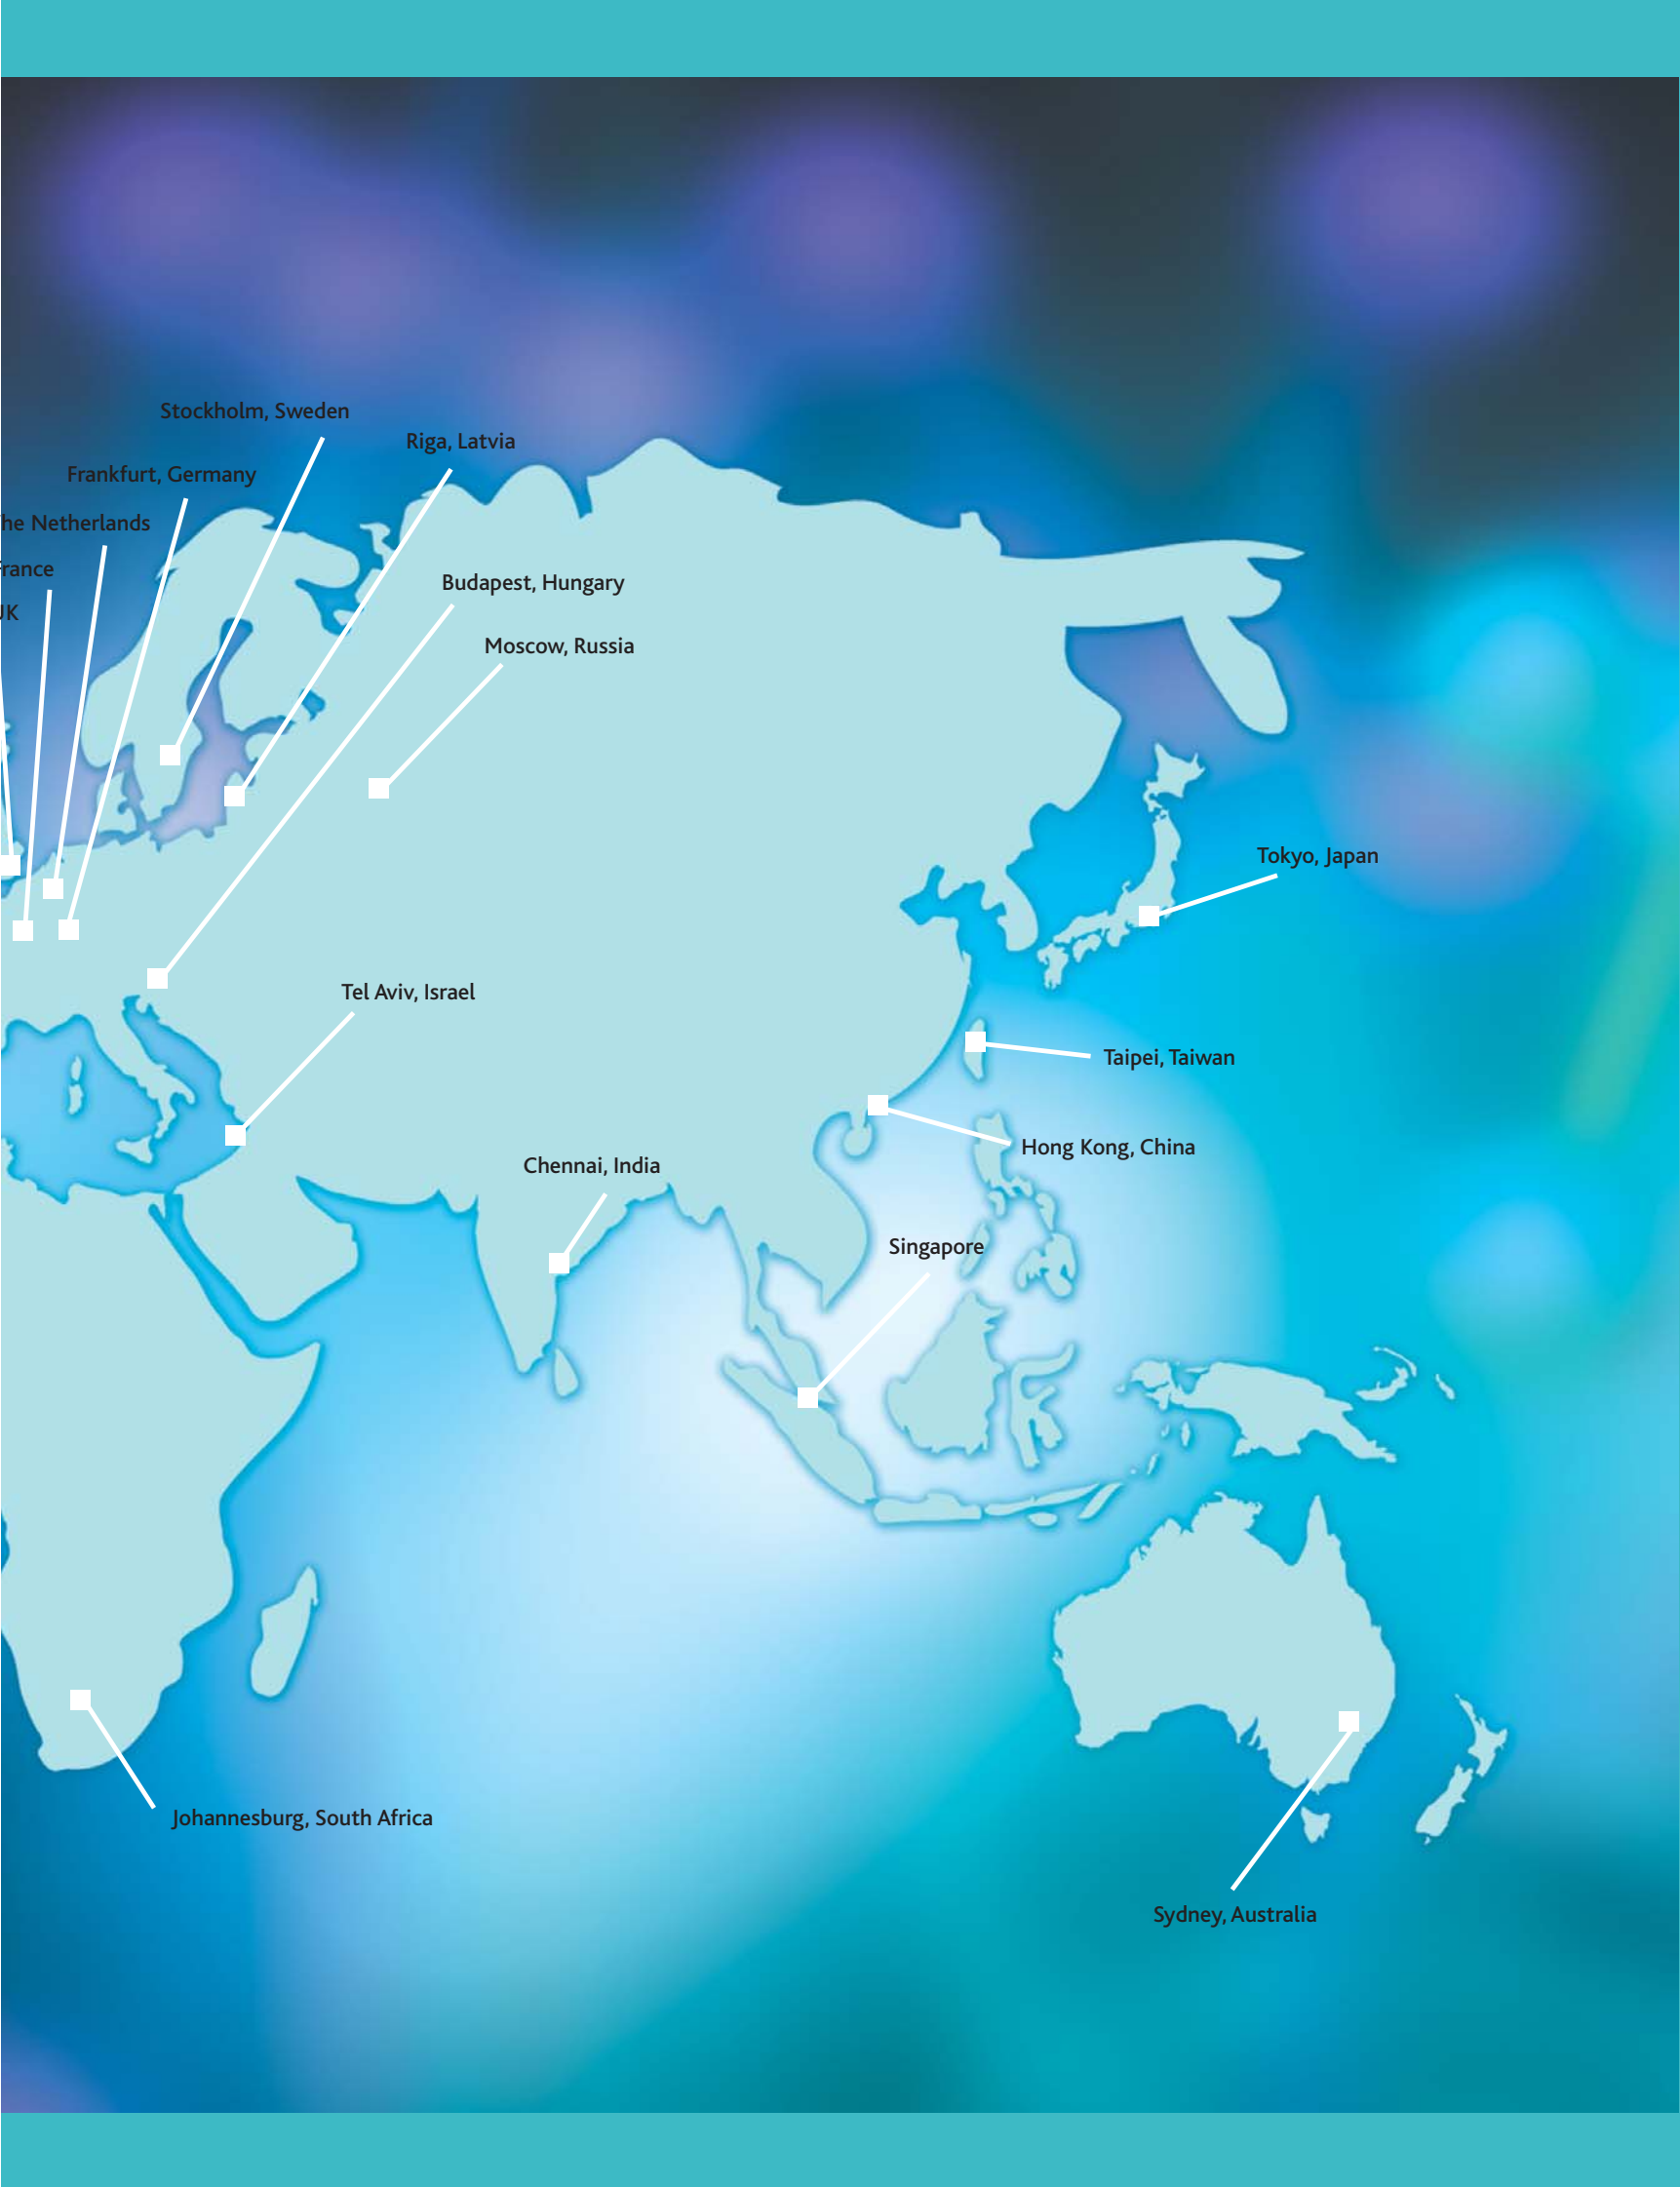 Stockholm, Sweden
Riga, Latvia
Frankfurt, Germany
he Netherlands
rance
UK
Budapest, Hungary
Moscow, Russia
Tokyo, Japan
Tel Aviv, Israel
Taipei, Taiwan
Hong Kong, China
Chennai, India
Singapore
Johannesburg, South Africa
Sydney, Australia